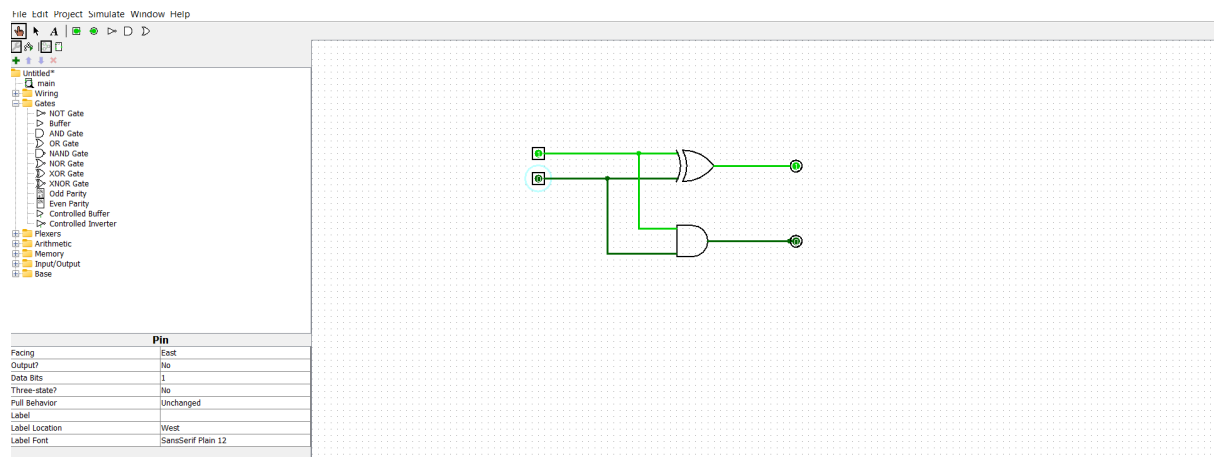 File Edit Project Simulate Window Help
A
Untitled*
main
Wiring
Gates
NOT Gate
Buffer
AND Gate
OR Gate
NAND Gate
NOR Gate
XOR Gate
XNOR Gate
Odd Parity
Even Parity
Controlled Buffer
Controlled Inverter
Plexers
Arithmetic
Memory
Input/Output
Base
1
0
1
0
Pin
Facing East
Output? No
Data Bits 1
Three-state? No
Pull Behavior Unchanged
Label
Label Location West
Label Font SansSerif Plain 12